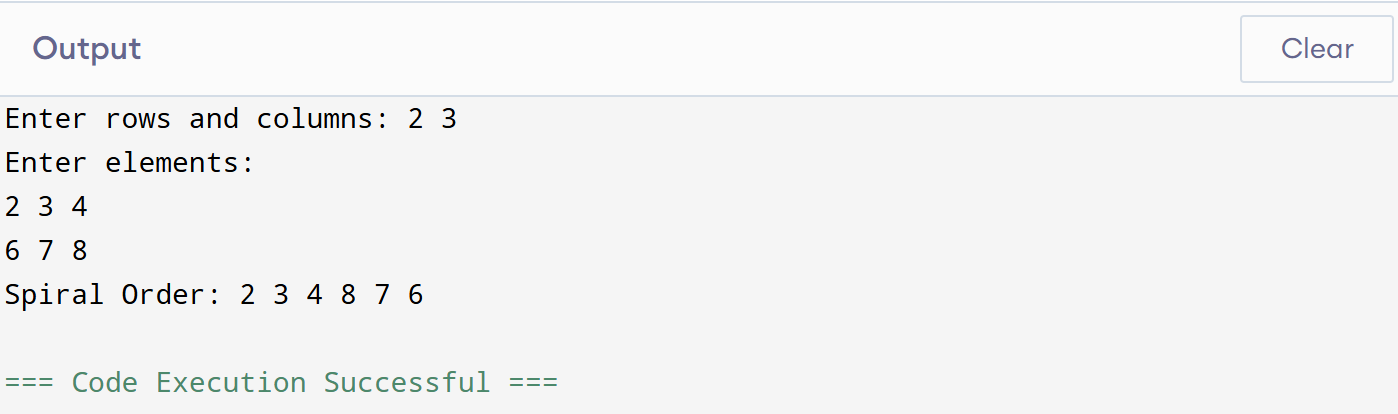 Output
Clear
Enter rows and columns: 2 3
Enter elements:
2 3 4
6 7 8
Spiral Order: 2 3 4 8 7 6
=== Code Execution Successful ===